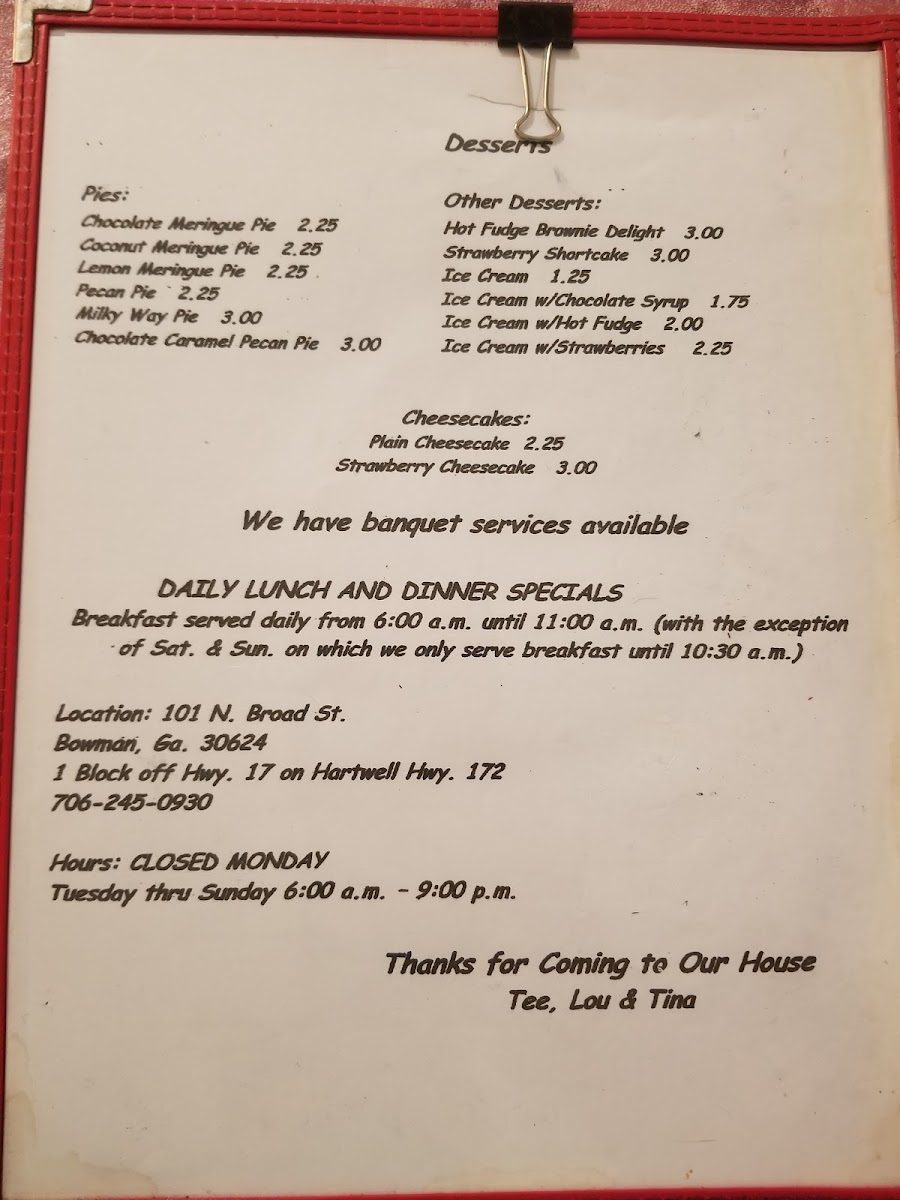 Desserts
Pies:
Chocolate Meringue Pie 2.25
Coconut Meringue Pie 2.25
Lemon Meringue Pie 2.25
Pecan Pie 2.25
Milky Way Pie 3.00
Chocolate Caramel Pecan Pie 3.00
Other Desserts:
Hot Fudge Brownie Delight 3.00
Strawberry Shortcake 3.00
Ice Cream 1.25
Ice Cream w/Chocolate Syrup 1.75
Ice Cream w/Hot Fudge 2.00
Ice Cream w/Strawberries 2.25
Cheesecakes:
Plain Cheesecake 2.25
Strawberry Cheesecake 3.00
We have banquet services available
DAILY LUNCH AND DINNER SPECIALS
Breakfast served daily from 6:00 a.m. until 11:00 a.m. (with the exception
of Sat. & Sun. on which we only serve breakfast until 10:30 a.m.)
Location: 101 N. Broad St.
Bowman, Ga. 30624
1 Block off Hwy. 17 on Hartwell Hwy. 172
706-245-0930
Hours: CLOSED MONDAY
Tuesday thru Sunday 6:00 a.m. - 9:00 p.m.
Thanks for Coming to Our House
Tee, Lou & Tina